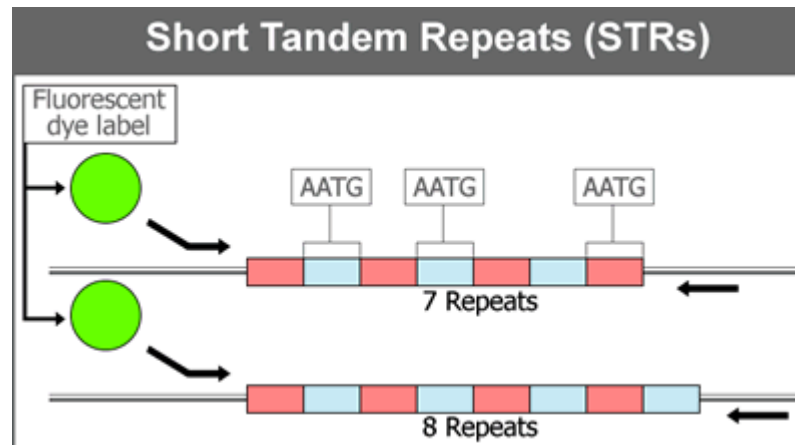 Short Tandem Repeats (STRs)
Fluorescent
dye label
AATG
AATG
AATG
7 Repeats
8 Repeats